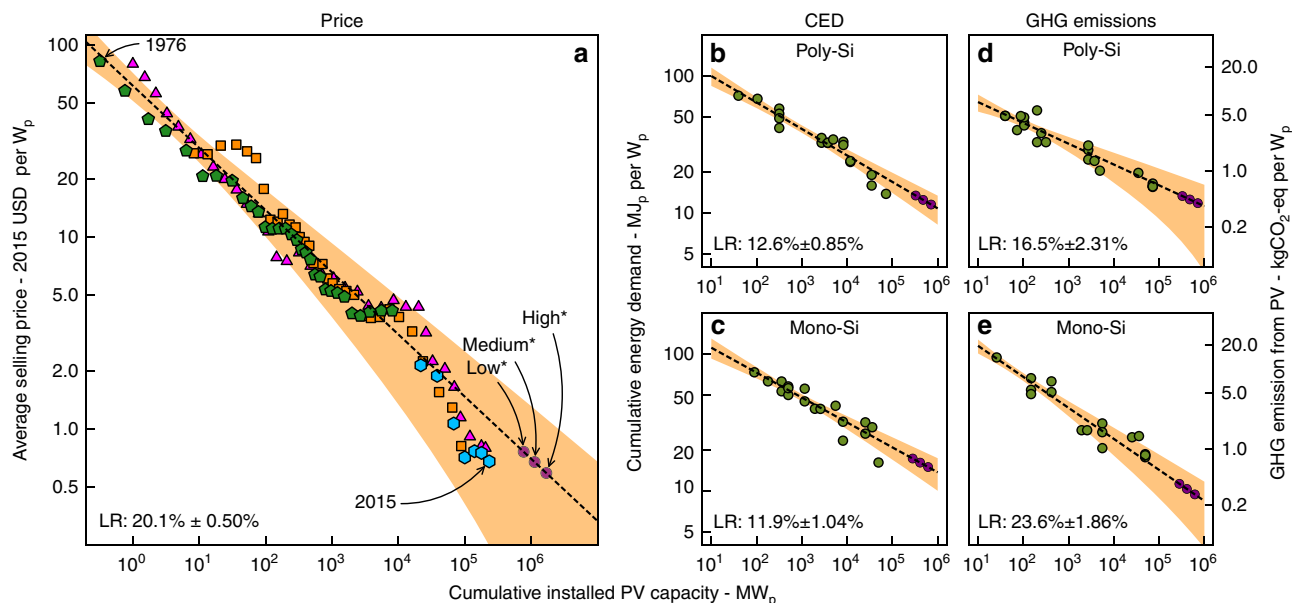 Price
CED
GHG emissions
a
1976
High*
Medium*
Low*
2015
LR: 20.1% ± 0.50%
100
50
20
10
5.0
2.0
1.0
0.5
10⁰
10¹
10²
10³
10⁴
10⁵
10⁶
Average selling price - 2015 USD per Wₚ
Cumulative installed PV capacity - MWₚ
b
Poly-Si
LR: 12.6%±0.85%
100
50
20
10
5
10¹
10²
10³
10⁴
10⁵
10⁶
d
Poly-Si
LR: 16.5%±2.31%
20.0
5.0
1.0
0.2
10¹
10²
10³
10⁴
10⁵
10⁶
c
Mono-Si
LR: 11.9%±1.04%
100
50
20
10
5
10¹
10²
10³
10⁴
10⁵
10⁶
e
Mono-Si
LR: 23.6%±1.86%
20.0
5.0
1.0
0.2
10¹
10²
10³
10⁴
10⁵
10⁶
Cumulative energy demand - MJₚ per Wₚ
GHG emission from PV - kgCO₂-eq per Wₚ